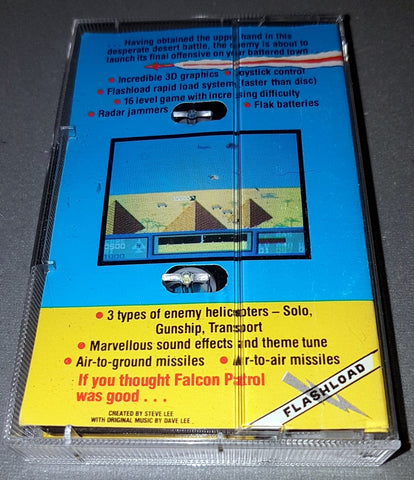 . . . Having obtained the upper hand in this
desperate desert battle, the enemy is about to
launch its final offensive on your battered town
• Incredible 3D graphics • Joystick control
• Flashload rapid load system (faster than disc)
• 16 level game with increasing difficulty
• Radar jammers • Flak batteries
• 3 types of enemy helicopters – Solo,
Gunship, Transport
• Marvellous sound effects and theme tune
• Air-to-ground missiles • Air-to-air missiles
If you thought Falcon Patrol
was good . . .
FLASHLOAD
CREATED BY STEVE LEE
WITH ORIGINAL MUSIC BY DAVE LEE